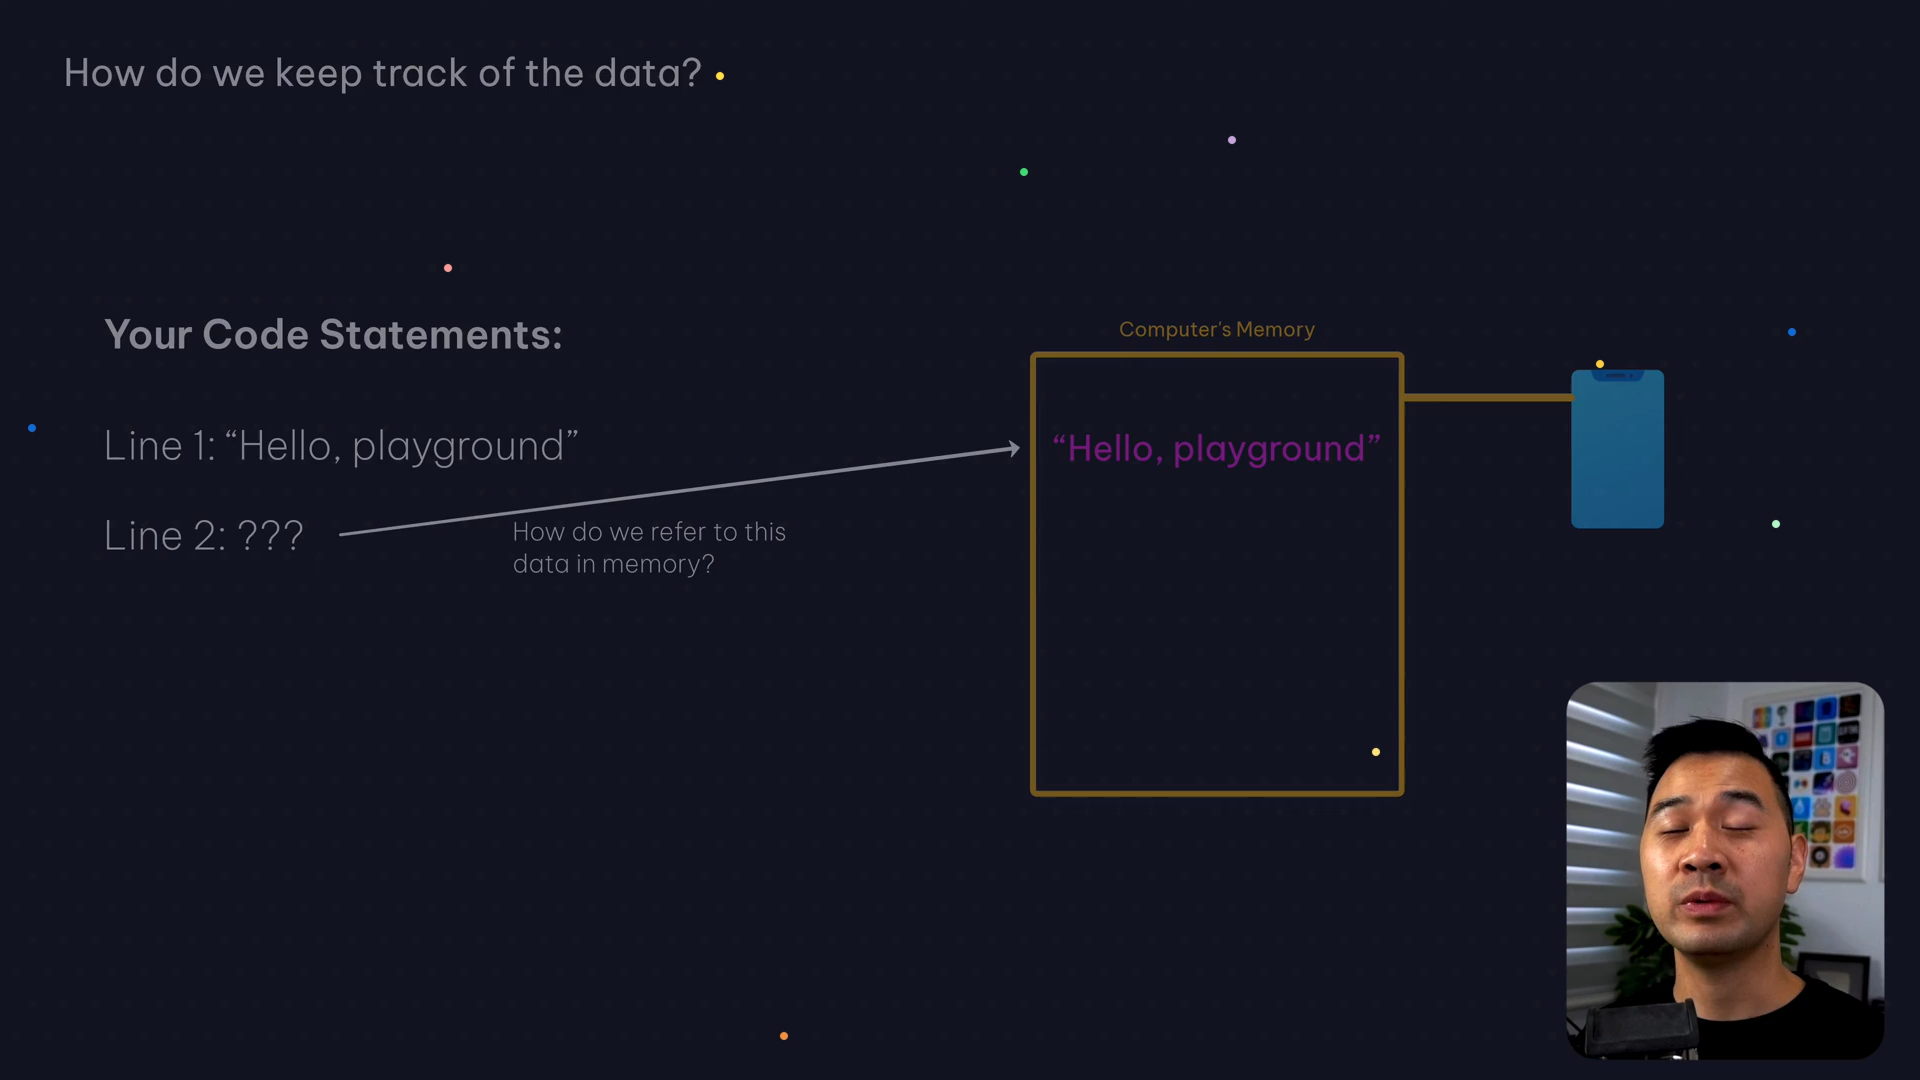 How do we keep track of the data?
Your Code Statements:
Computer's Memory
Line 1: “Hello, playground”
“Hello, playground”
Line 2: ???
How do we refer to this
data in memory?